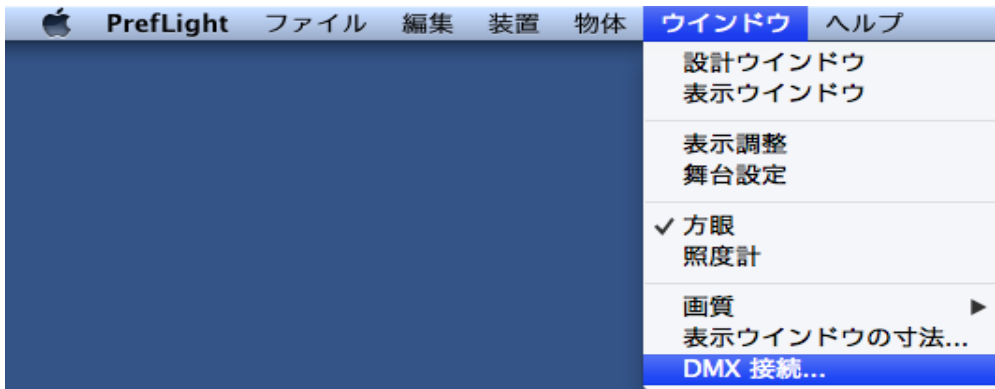 PrefLight ファイル 編集 装置 物体 ウインドウ ヘルプ
設計ウインドウ
表示ウインドウ
表示調整
舞台設定
✓ 方眼
照度計
画質 ▶
表示ウインドウの寸法...
DMX 接続...